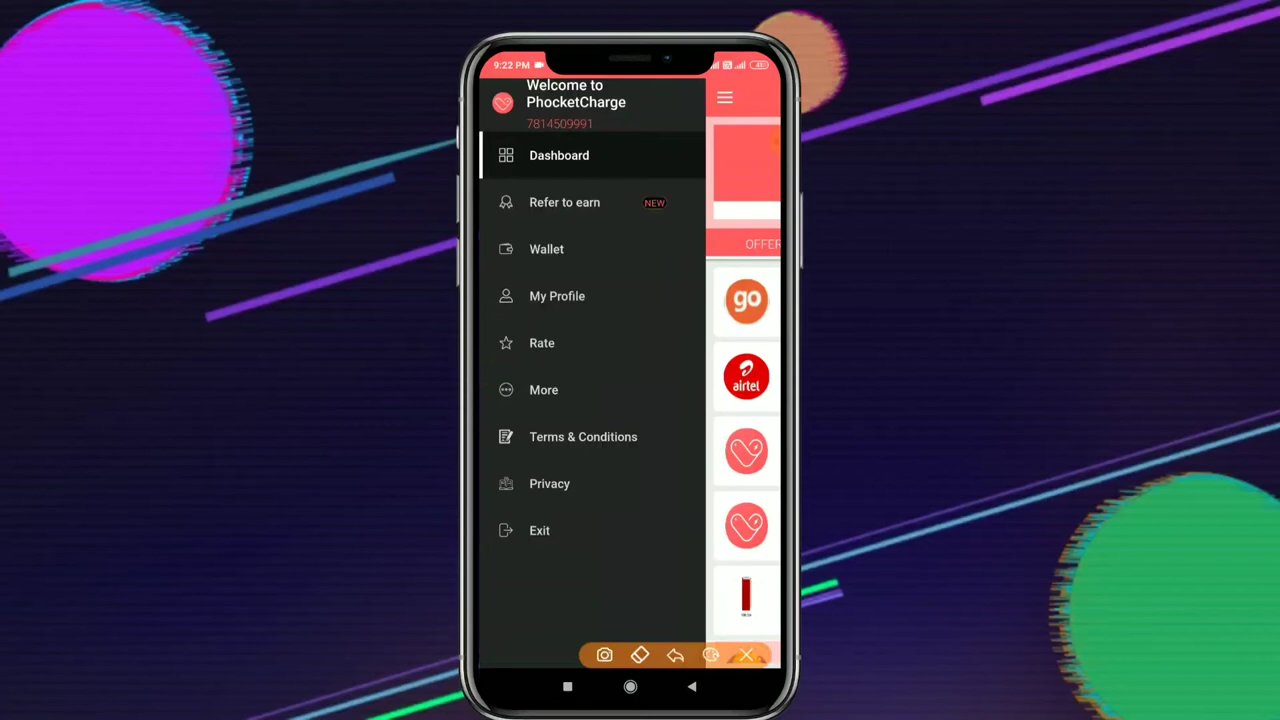 9:22 PM
45
Welcome to
PhocketCharge
7814509991
Dashboard
Refer to earn NEW
Wallet
My Profile
Rate
More
Terms & Conditions
Privacy
Exit
OFFER
go
airtel